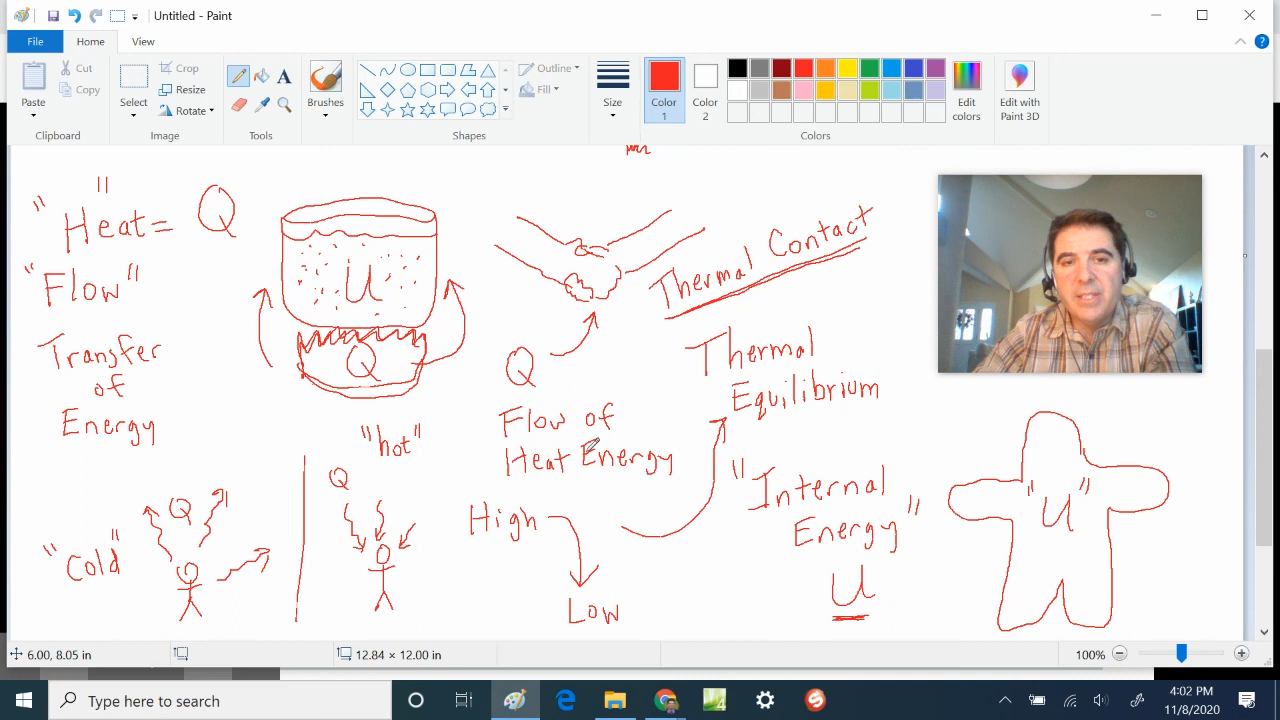 Untitled - Paint
File
Home
View
Paste
Cut
Copy
Clipboard
Select
Crop
Resize
Rotate
Image
A
Tools
Brushes
Shapes
Outline
Fill
Size
Color 1
Color 2
Edit colors
Edit with Paint 3D
Colors
"Heat" = Q
"Flow"
Transfer
of
Energy
U
Q
Thermal Contact
Q
Flow of
Heat Energy
Thermal
Equilibrium
"Cold"
Q
"hot"
Q
High
Low
"Internal
Energy"
U
"U"
6.00, 8.05 in
12.84 × 12.00 in
100%
Type here to search
4:02 PM
11/8/2020